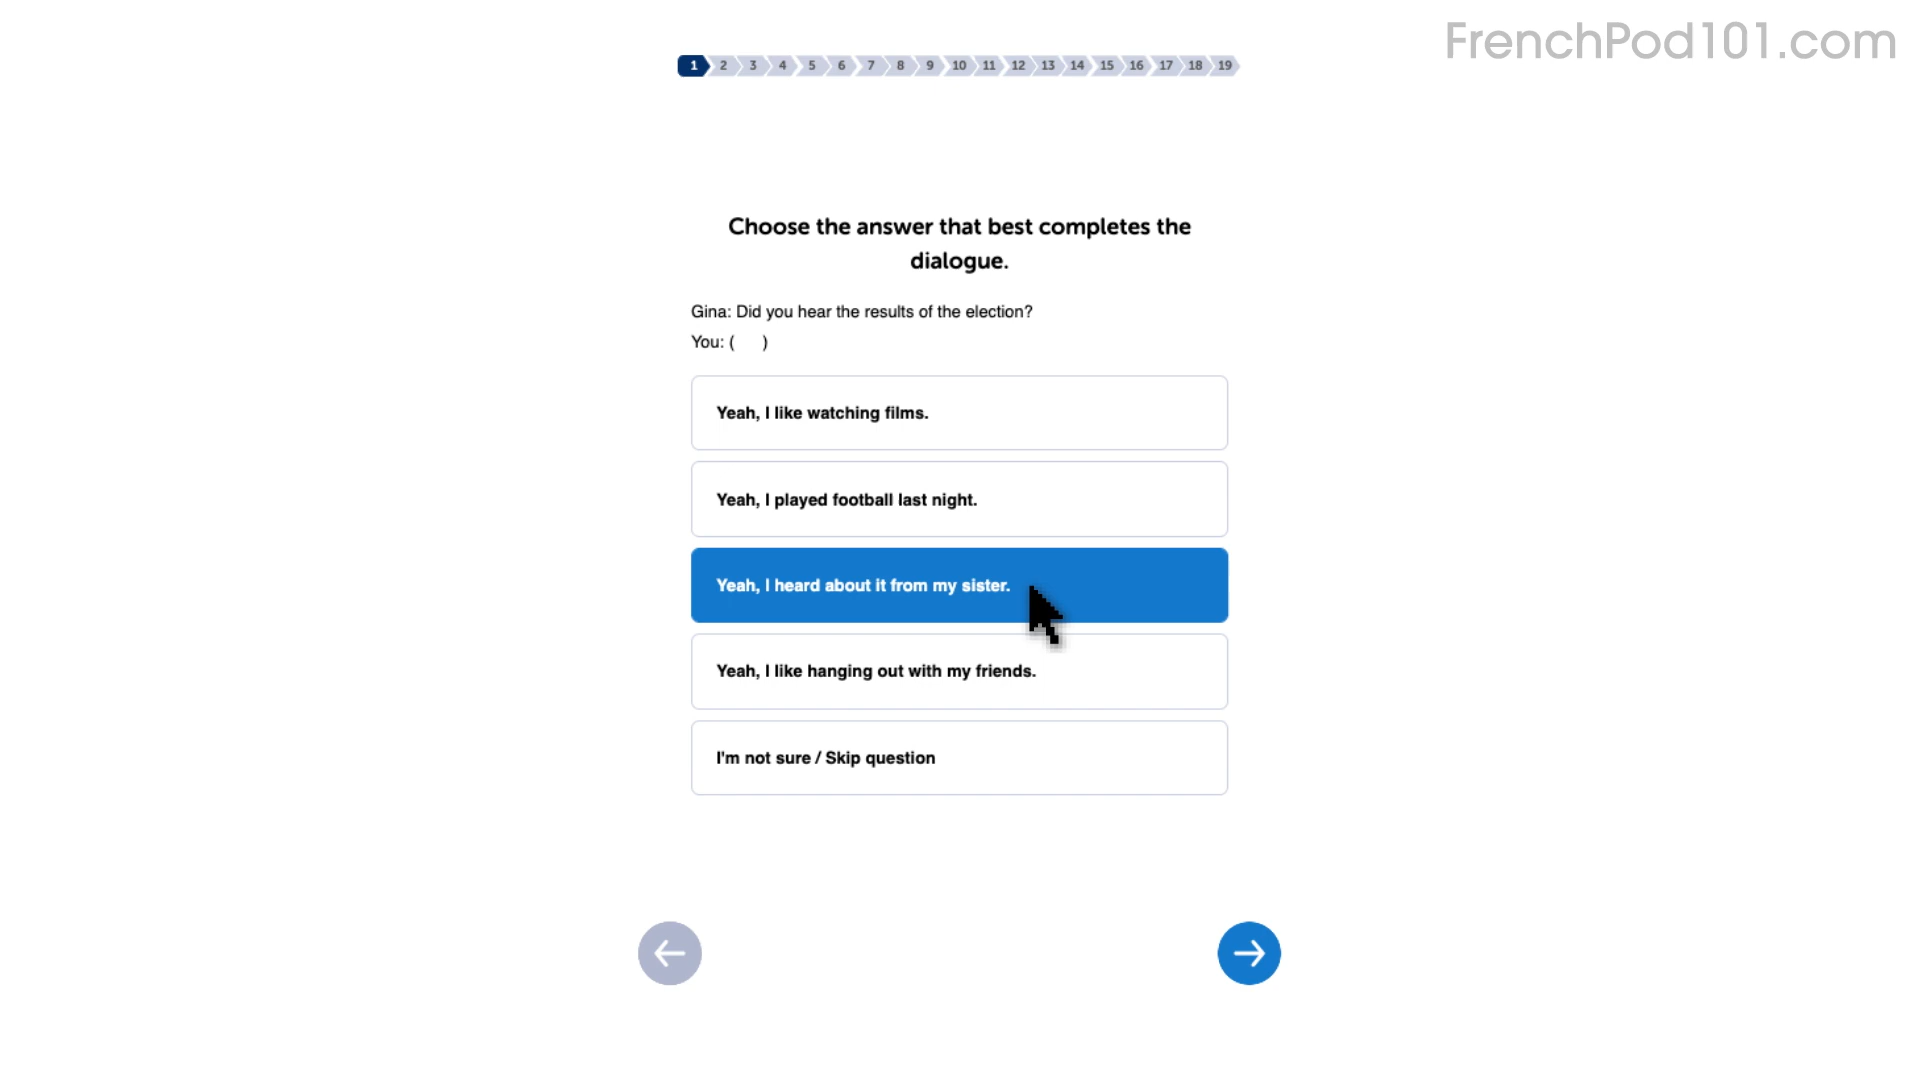 FrenchPod101.com
1 2 3 4 5 6 7 8 9 10 11 12 13 14 15 16 17 18 19
Choose the answer that best completes the
dialogue.
Gina: Did you hear the results of the election?
You: ( )
Yeah, I like watching films.
Yeah, I played football last night.
Yeah, I heard about it from my sister.
Yeah, I like hanging out with my friends.
I'm not sure / Skip question